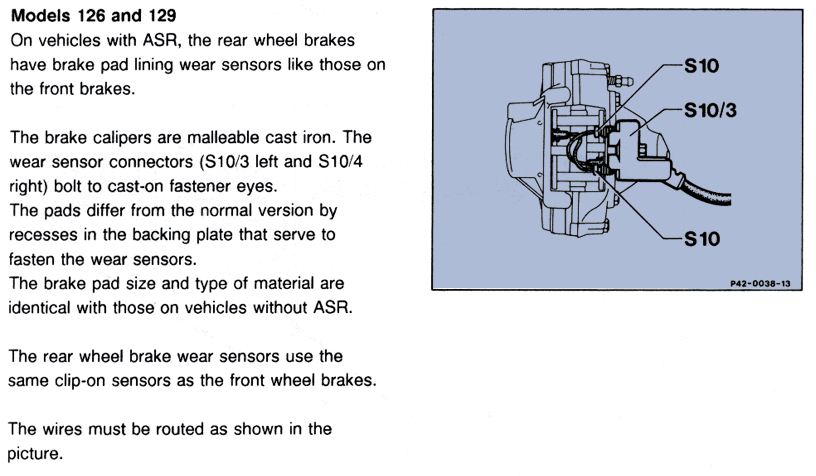 Models 126 and 129
On vehicles with ASR, the rear wheel brakes
have brake pad lining wear sensors like those on
the front brakes.
The brake calipers are malleable cast iron. The
wear sensor connectors (S10/3 left and S10/4
right) bolt to cast-on fastener eyes.
The pads differ from the normal version by
recesses in the backing plate that serve to
fasten the wear sensors.
The brake pad size and type of material are
identical with those on vehicles without ASR.
The rear wheel brake wear sensors use the
same clip-on sensors as the front wheel brakes.
The wires must be routed as shown in the
picture.
S10
S10/3
S10
P42-0038-13